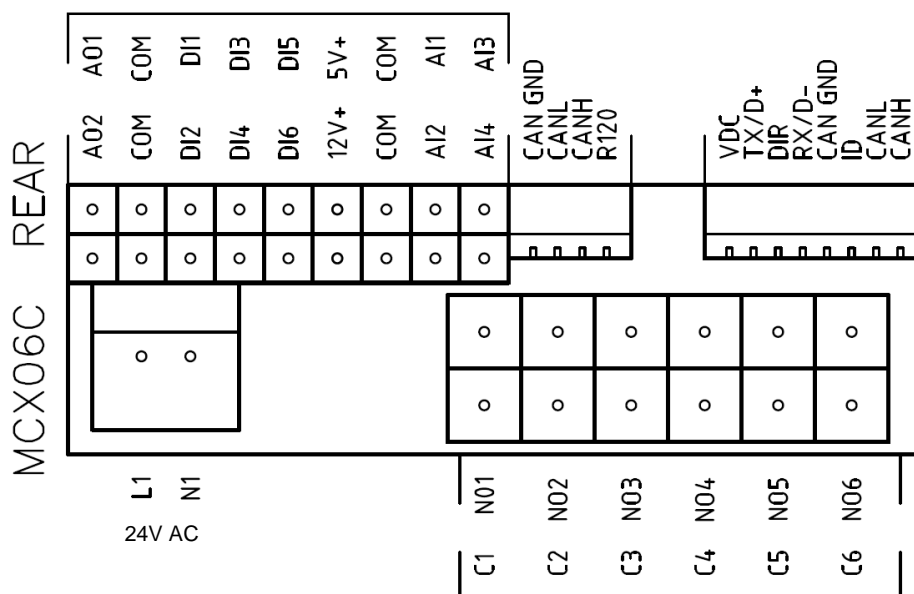 AO1 COM DI1 DI3 DI5 5V+ COM AI1 AI3
AO2 COM DI2 DI4 DI6 12V+ COM AI2 AI4
CAN GND
CANL
CANH
R120
VDC
TX/D+
DIR
RX/D-
CAN GND
ID
CANL
CANH
REAR
MCX06C
L1 N1
24V AC
NO1 NO2 NO3 NO4 NO5 NO6
C1 C2 C3 C4 C5 C6